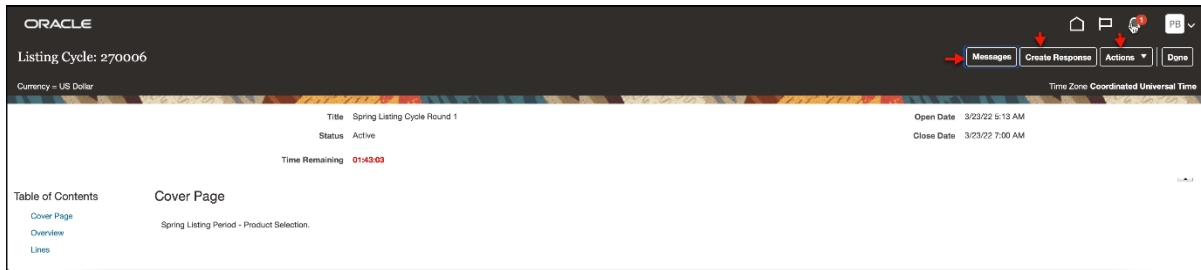 ORACLE
1
PB
Listing Cycle: 270006
Messages
Create Response
Actions
Done
Currency = US Dollar
Time Zone Coordinated Universal Time
Title Spring Listing Cycle Round 1
Open Date 3/23/22 5:13 AM
Status Active
Close Date 3/23/22 7:00 AM
Time Remaining 01:43:03
Table of Contents
Cover Page
Cover Page
Spring Listing Period - Product Selection.
Overview
Lines